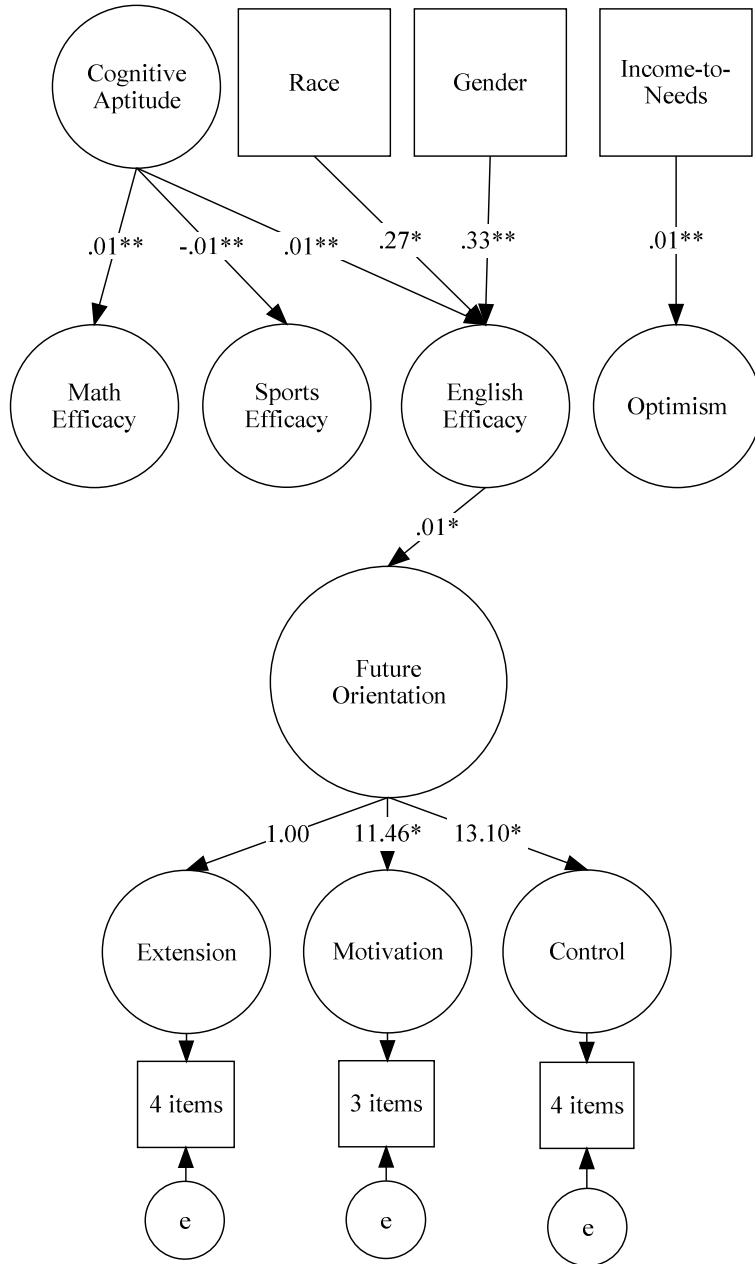 Cognitive
Aptitude
Race
Gender
Income-to-
Needs
.01**
-.01**
.01**
.27*
.33**
.01**
Math
Efficacy
Sports
Efficacy
English
Efficacy
Optimism
.01*
Future
Orientation
1.00
11.46*
13.10*
Extension
Motivation
Control
4 items
3 items
4 items
e
e
e